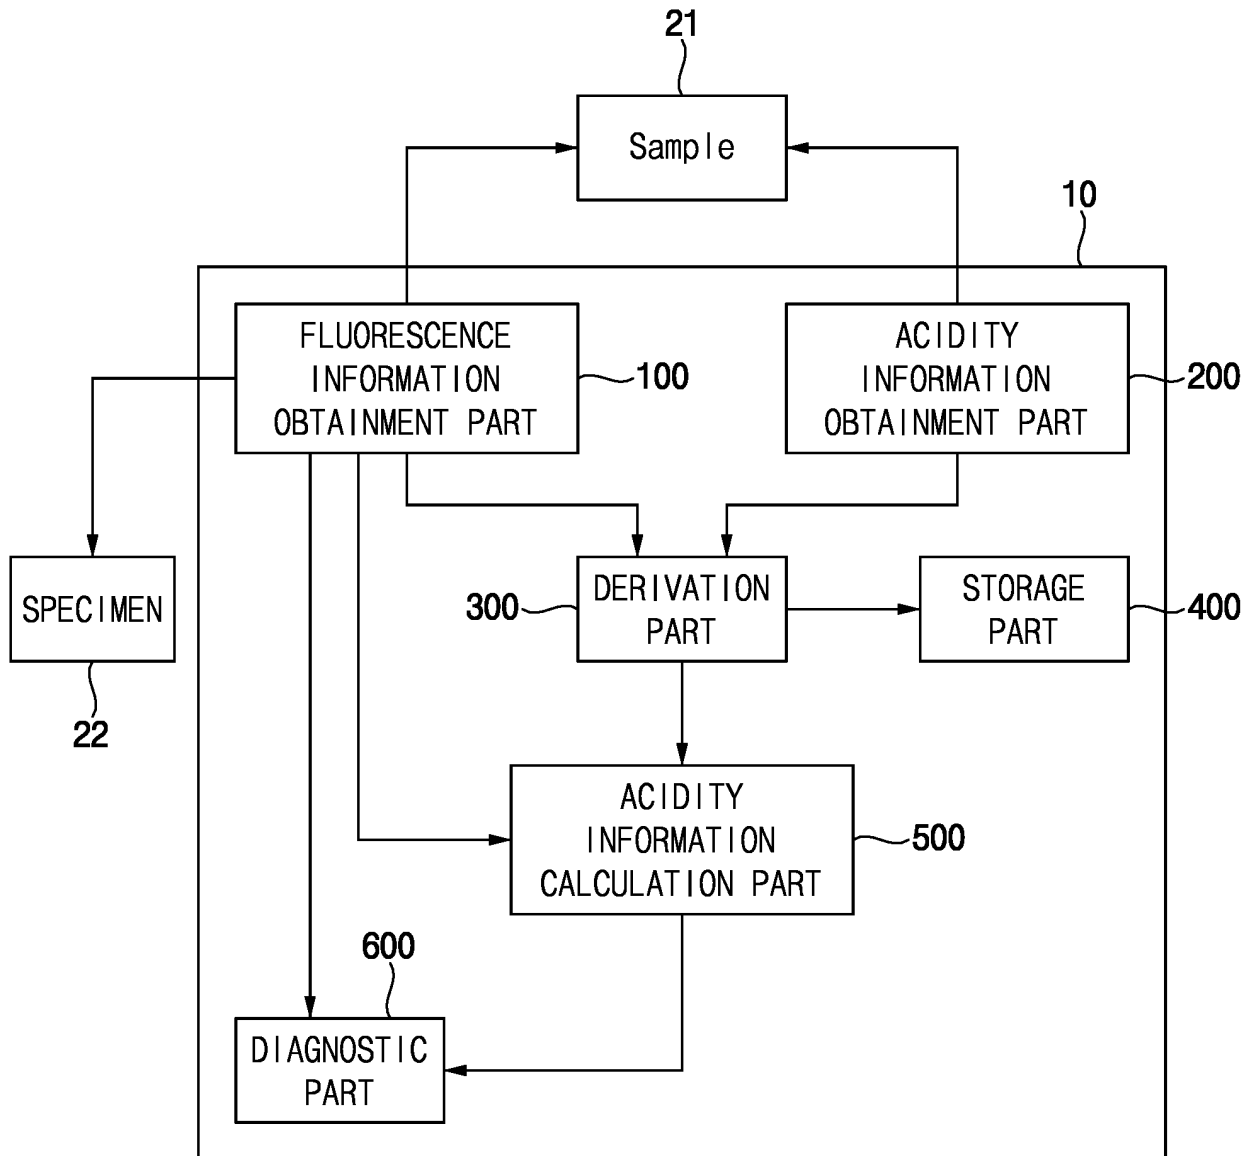 21
Sample
10
FLUORESCENCE
INFORMATION
OBTAINMENT PART
100
ACIDITY
INFORMATION
OBTAINMENT PART
200
SPECIMEN
22
300
DERIVATION
PART
STORAGE
PART
400
ACIDITY
INFORMATION
CALCULATION PART
500
600
DIAGNOSTIC
PART